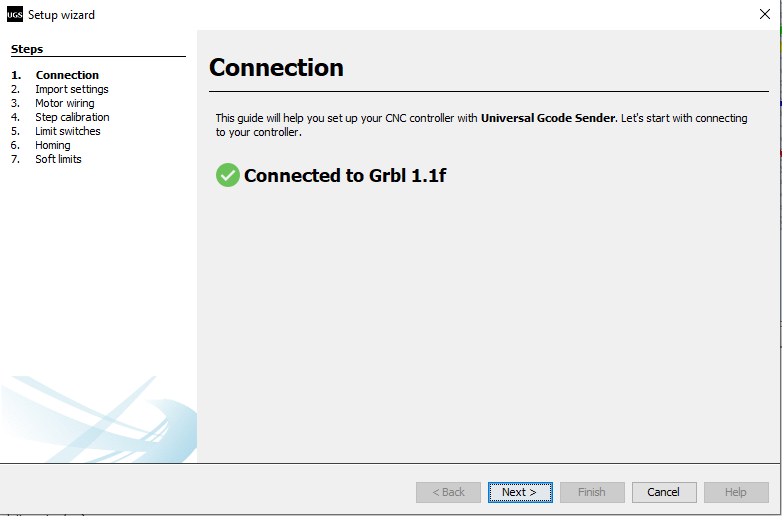 UGS Setup wizard
Steps
1. Connection
2. Import settings
3. Motor wiring
4. Step calibration
5. Limit switches
6. Homing
7. Soft limits
Connection
This guide will help you set up your CNC controller with Universal Gcode Sender. Let's start with connecting
to your controller.
Connected to Grbl 1.1f
< Back Next > Finish Cancel Help